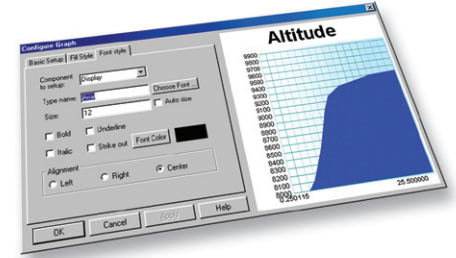 Configure Graph
Basic Setup
Fill Style
Font style
Component to setup:
Display
Type name:
Choose Font ...
Size:
12
Auto size
Bold
Underline
Italic
Strike out
Font Color
Alignment
Left
Right
Center
OK
Cancel
Apply
Help
Altitude
9900
9800
9700
9600
9500
9400
9300
9200
9100
9000
8900
8800
8700
8600
8500
8400
8300
8200
8100
8000
0.250115
25.500000